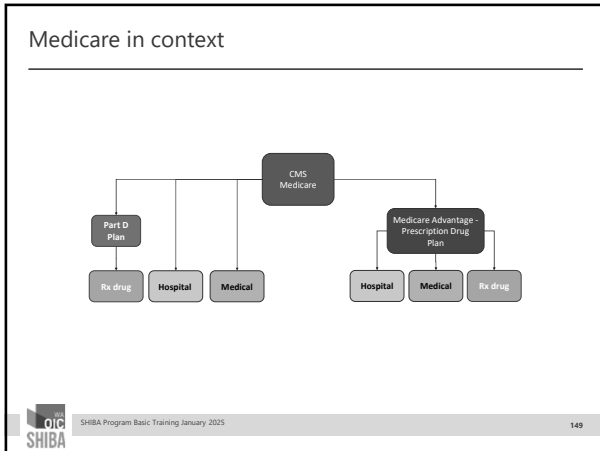 Medicare in context
CMS
Medicare
Part D
Plan
Medicare Advantage -
Prescription Drug
Plan
Rx drug
Hospital
Medical
Hospital
Medical
Rx drug
WA
OIC
SHIBA
SHIBA Program Basic Training January 2025
149